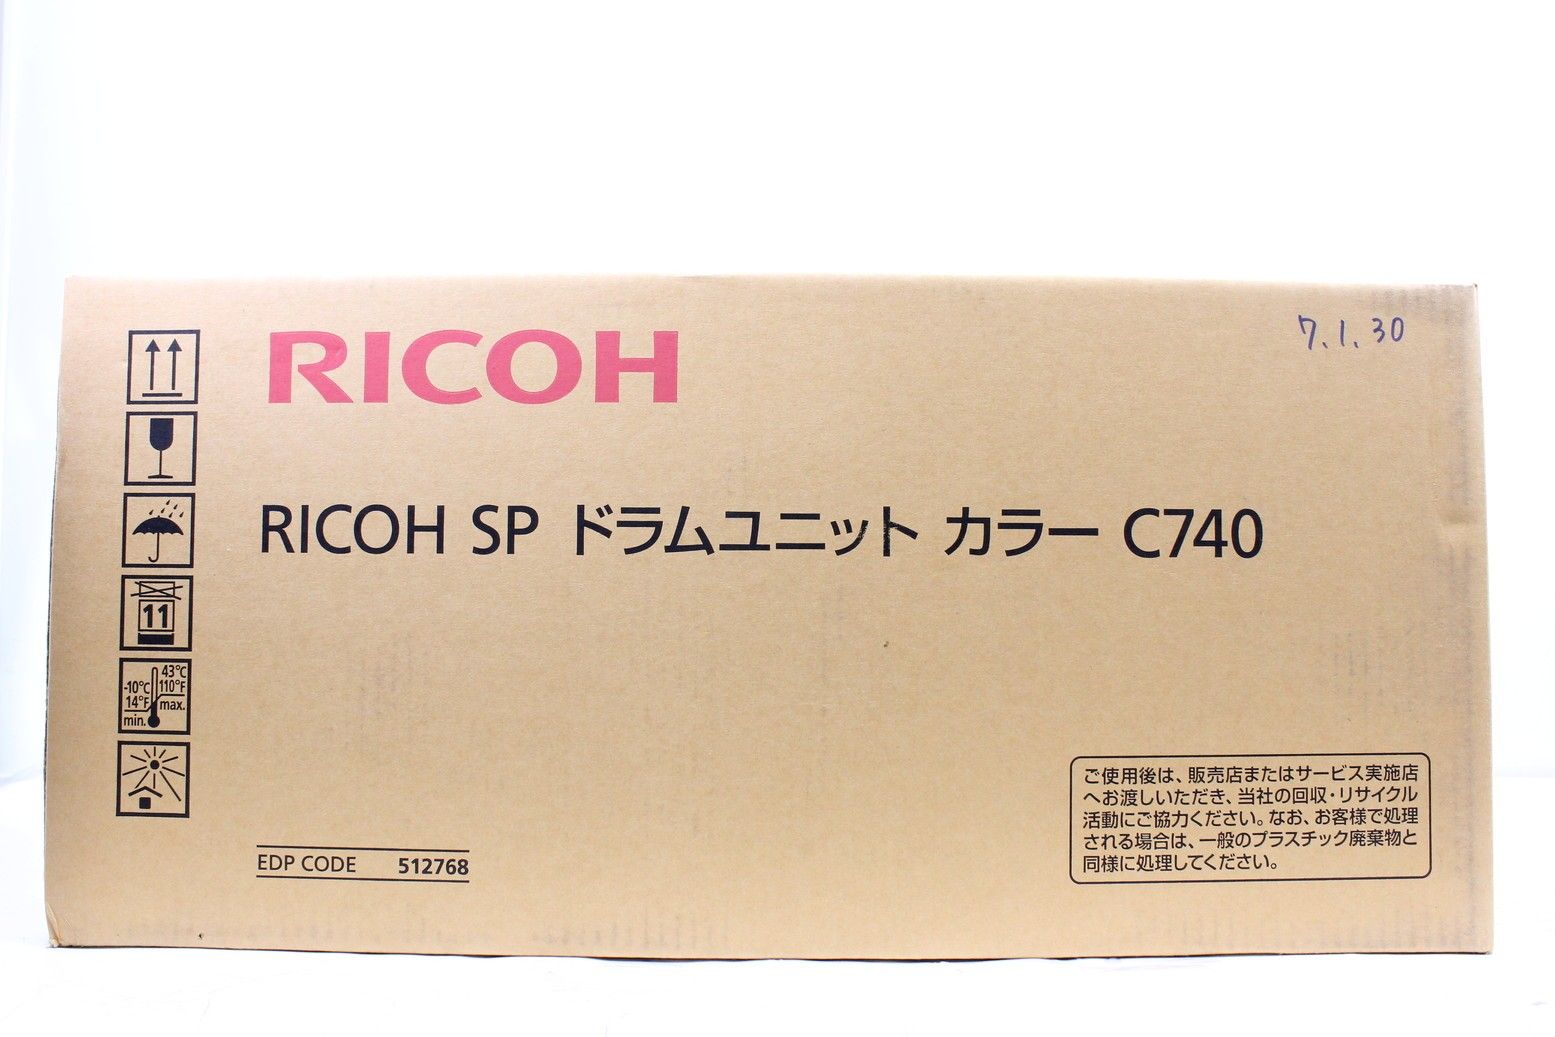 RICOH
7.1.30
RICOH SP ドラムユニット カラー C740
11
43℃
-10℃
110°F
14°F
max.
min.
ご使用後は、販売店またはサービス実施店
へお渡しいただき、当社の回収・リサイクル
活動にご協力ください。なお、お客様で処理
される場合は、一般のプラスチック廃棄物と
同様に処理してください。
EDP CODE 512768